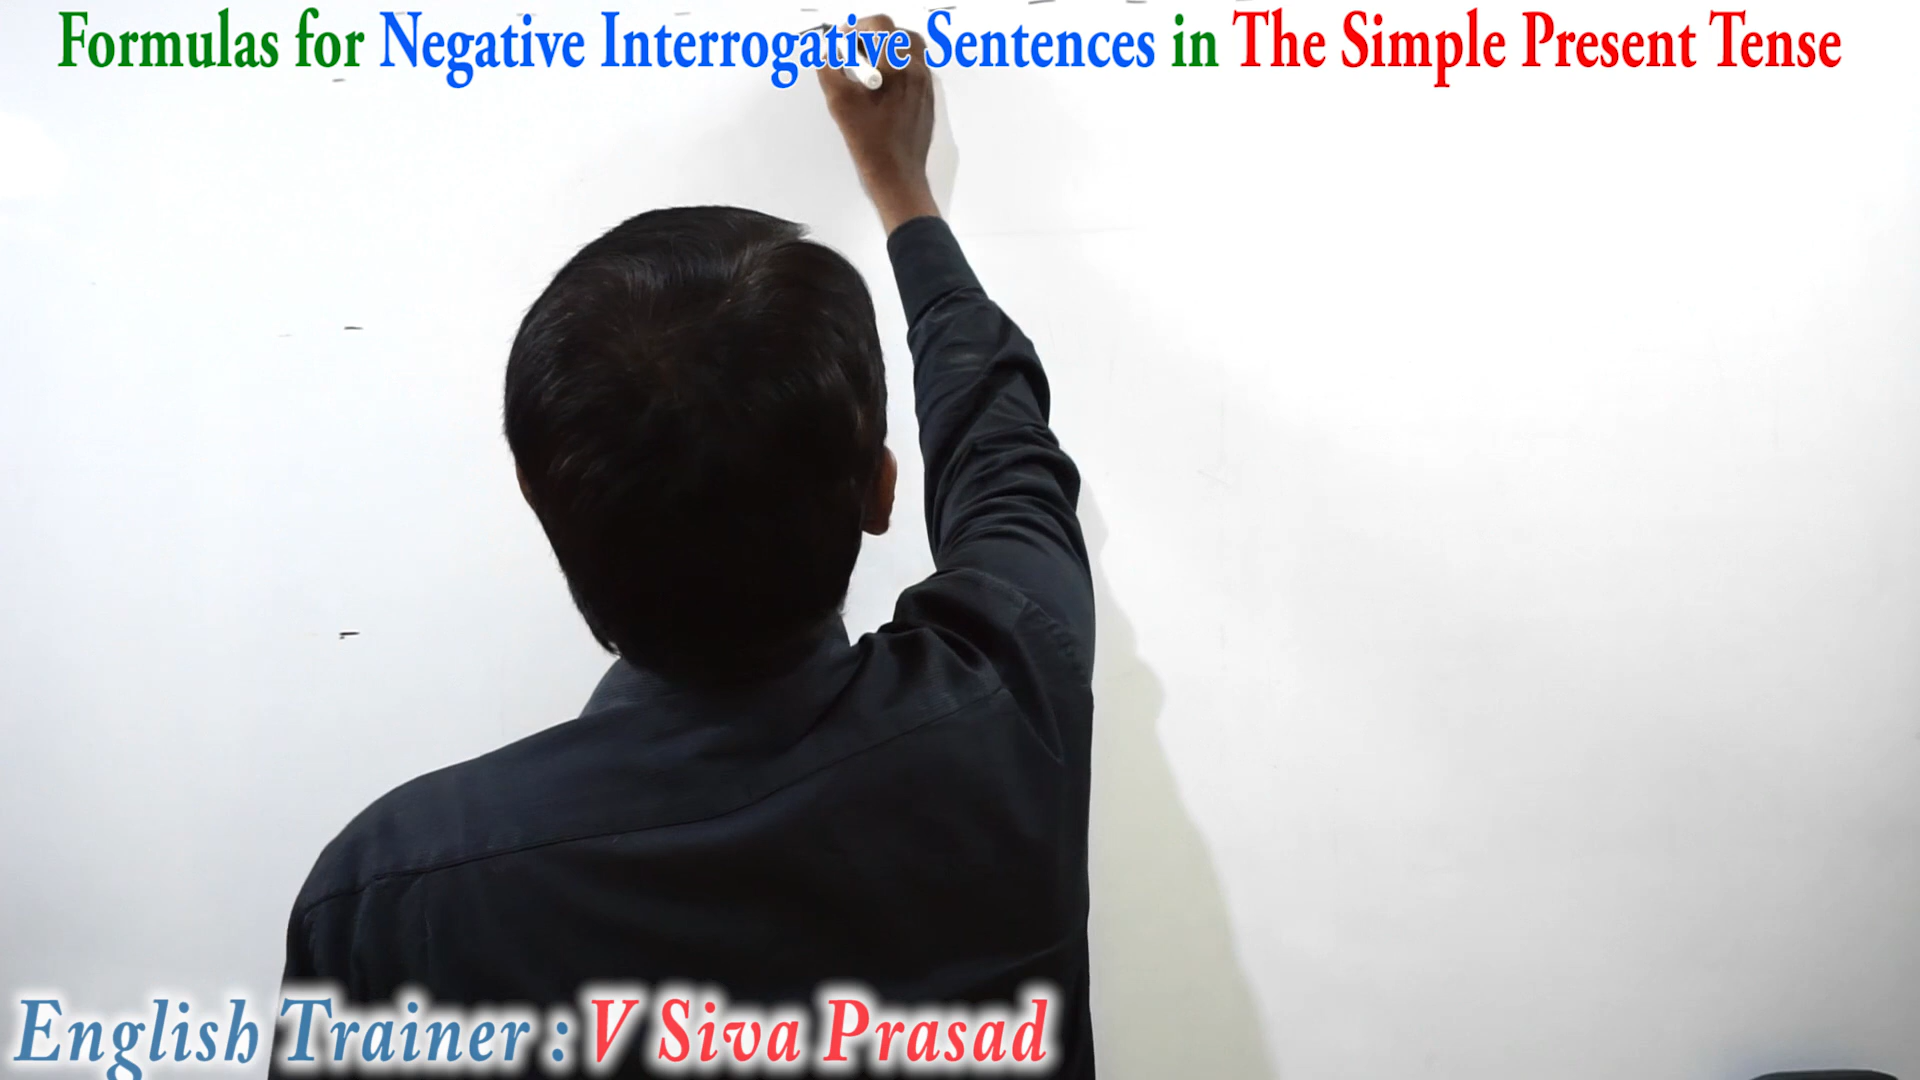 Formulas for Negative Interrogative Sentences in The Simple Present Tense
English Trainer : V Siva Prasad